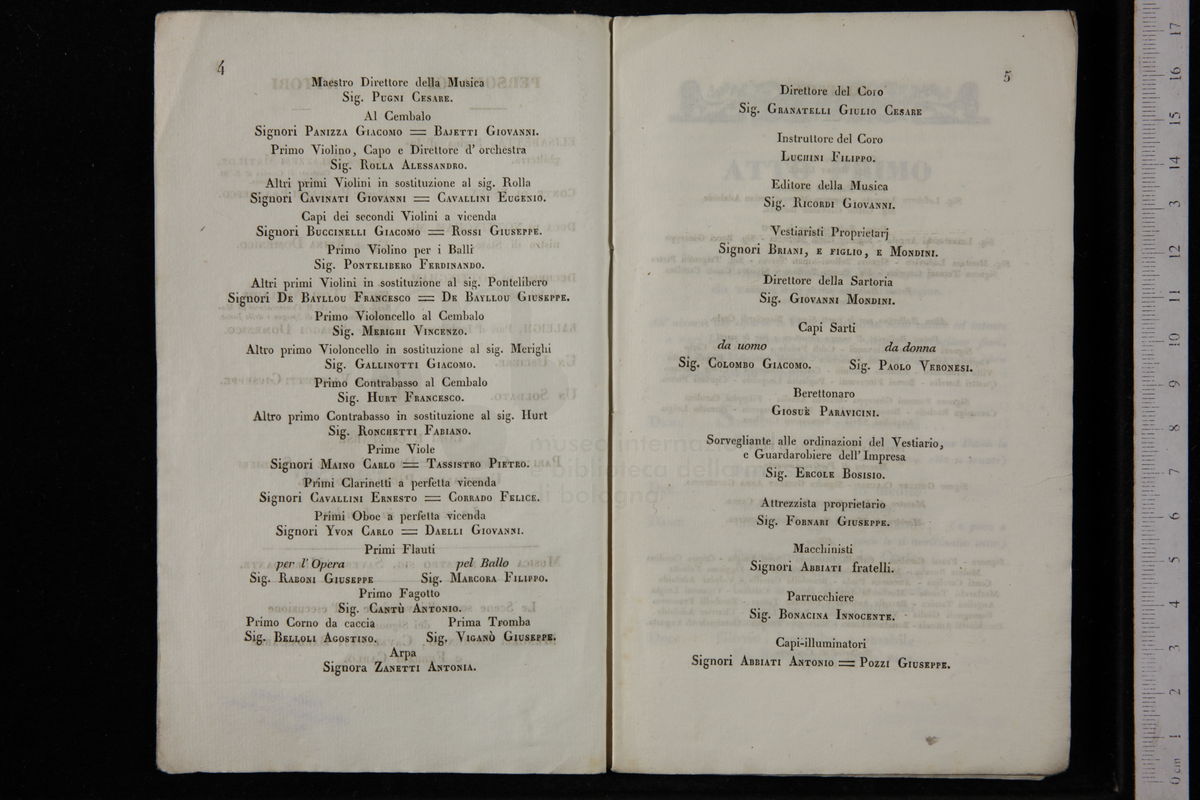 4
Maestro Direttore della Musica
Sig. Pugni Cesare.
Al Cembalo
Signori Panizza Giacomo = Bajetti Giovanni.
Primo Violino, Capo e Direttore d' orchestra
Sig. Rolla Alessandro.
Altri primi Violini in sostituzione al sig. Rolla
Signori Cavinati Giovanni = Cavallini Eugenio.
Capi dei secondi Violini a vicenda
Signori Buccinelli Giacomo = Rossi Giuseppe.
Primo Violino per i Balli
Sig. Pontelibero Ferdinando.
Altri primi Violini in sostituzione al sig. Pontelibero
Signori De Bayllou Francesco = De Bayllou Giuseppe.
Primo Violoncello al Cembalo
Sig. Merighi Vincenzo.
Altro primo Violoncello in sostituzione al sig. Merighi
Sig. Gallinotti Giacomo.
Primo Contrabasso al Cembalo
Sig. Hurt Francesco.
Altro primo Contrabasso in sostituzione al sig. Hurt
Sig. Ronchetti Fabiano.
Prime Viole
Signori Maino Carlo = Tassistro Pietro.
Primi Clarinetti a perfetta vicenda
Signori Cavallini Ernesto = Corrado Felice.
Primi Oboe a perfetta vicenda
Signori Yvon Carlo = Daelli Giovanni.
Primi Flauti
per l' Opera pel Ballo
Sig. Raboni Giuseppe Sig. Marcora Filippo.
Primo Fagotto
Sig. Cantù Antonio.
Primo Corno da caccia Prima Tromba
Sig. Belloli Agostino. Sig. Viganò Giuseppe.
Arpa
Signora Zanetti Antonia.
5
Direttore del Coro
Sig. Granatelli Giulio Cesare
Instruttore del Coro
Luchini Filippo.
Editore della Musica
Sig. Ricordi Giovanni.
Vestiaristi Proprietarj
Signori Briani, e figlio, e Mondini.
Direttore della Sartoria
Sig. Giovanni Mondini.
Capi Sarti
da uomo da donna
Sig. Colombo Giacomo. Sig. Paolo Veronesi.
Berettonaro
Giosuè Paravicini.
Sorvegliante alle ordinazioni del Vestiario,
e Guardarobiere dell' Impresa
Sig. Ercole Bosisio.
Attrezzista proprietario
Sig. Fornari Giuseppe.
Macchinisti
Signori Abbiati fratelli.
Parrucchiere
Sig. Bonacina Innocente.
Capi-illuminatori
Signori Abbiati Antonio = Pozzi Giuseppe.